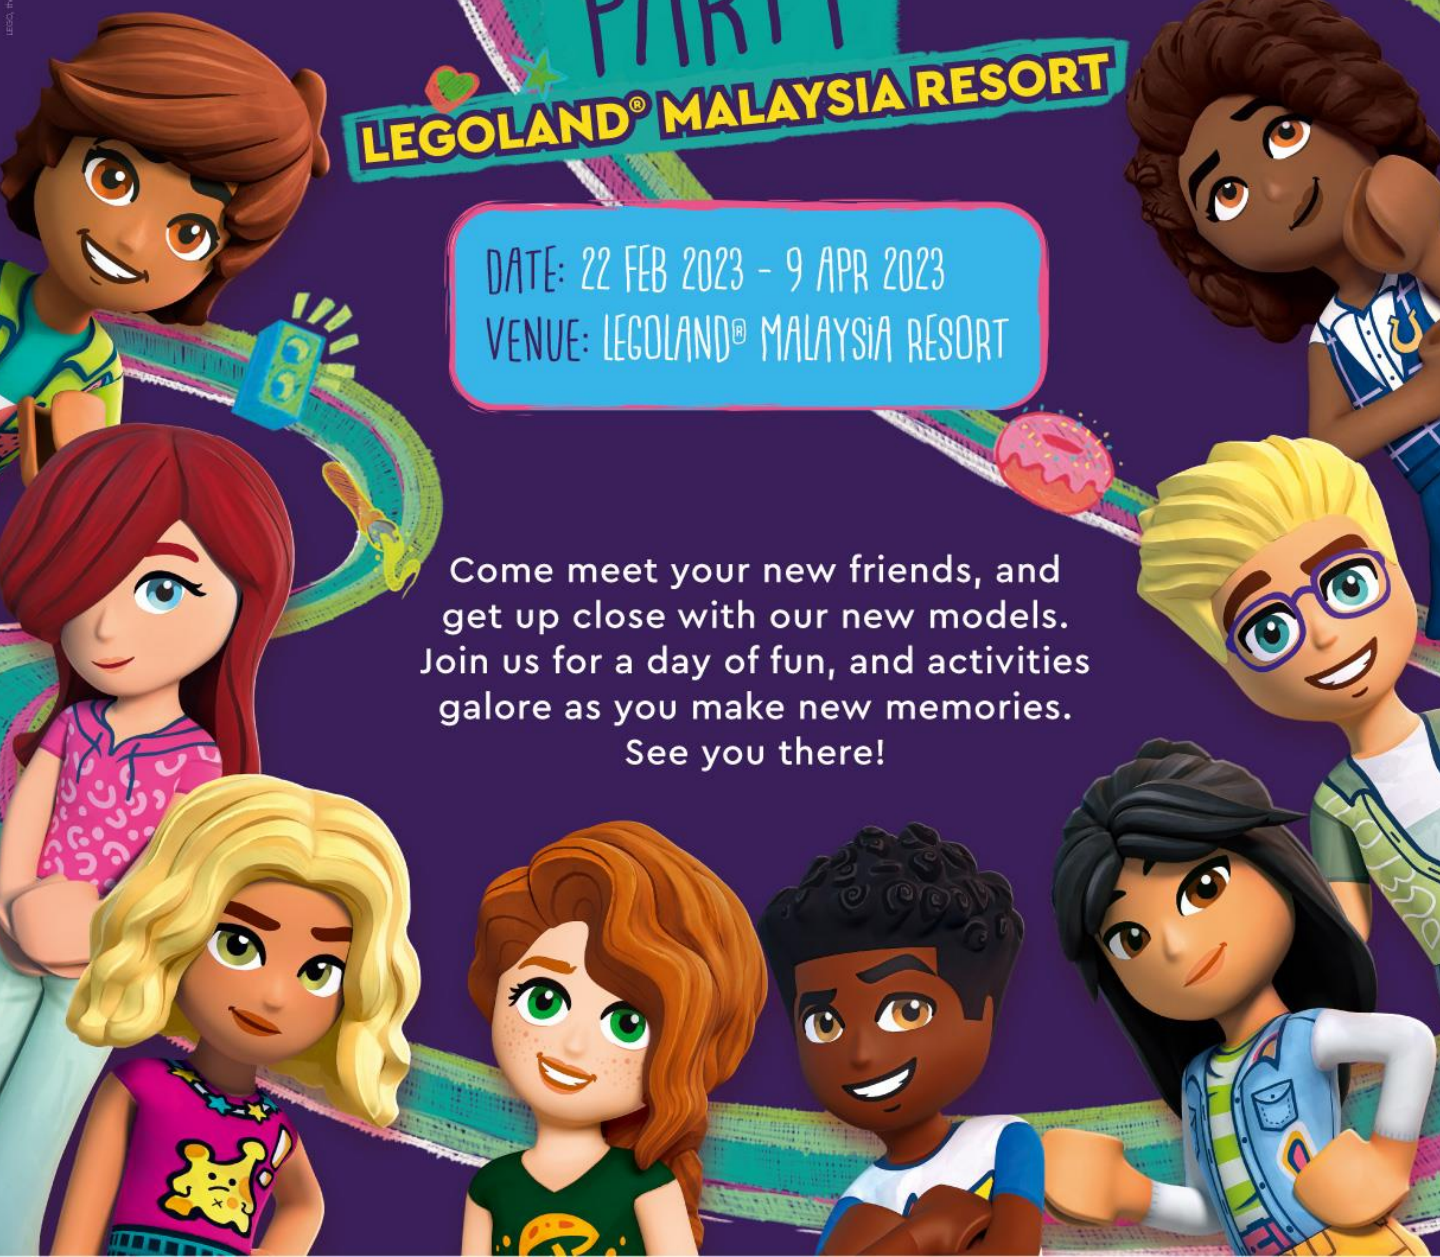 PARTY
LEGOLAND® MALAYSIA RESORT
DATE: 22 FEB 2023 - 9 APR 2023
VENUE: LEGOLAND® MALAYSIA RESORT
Come meet your new friends, and
get up close with our new models.
Join us for a day of fun, and activities
galore as you make new memories.
See you there!